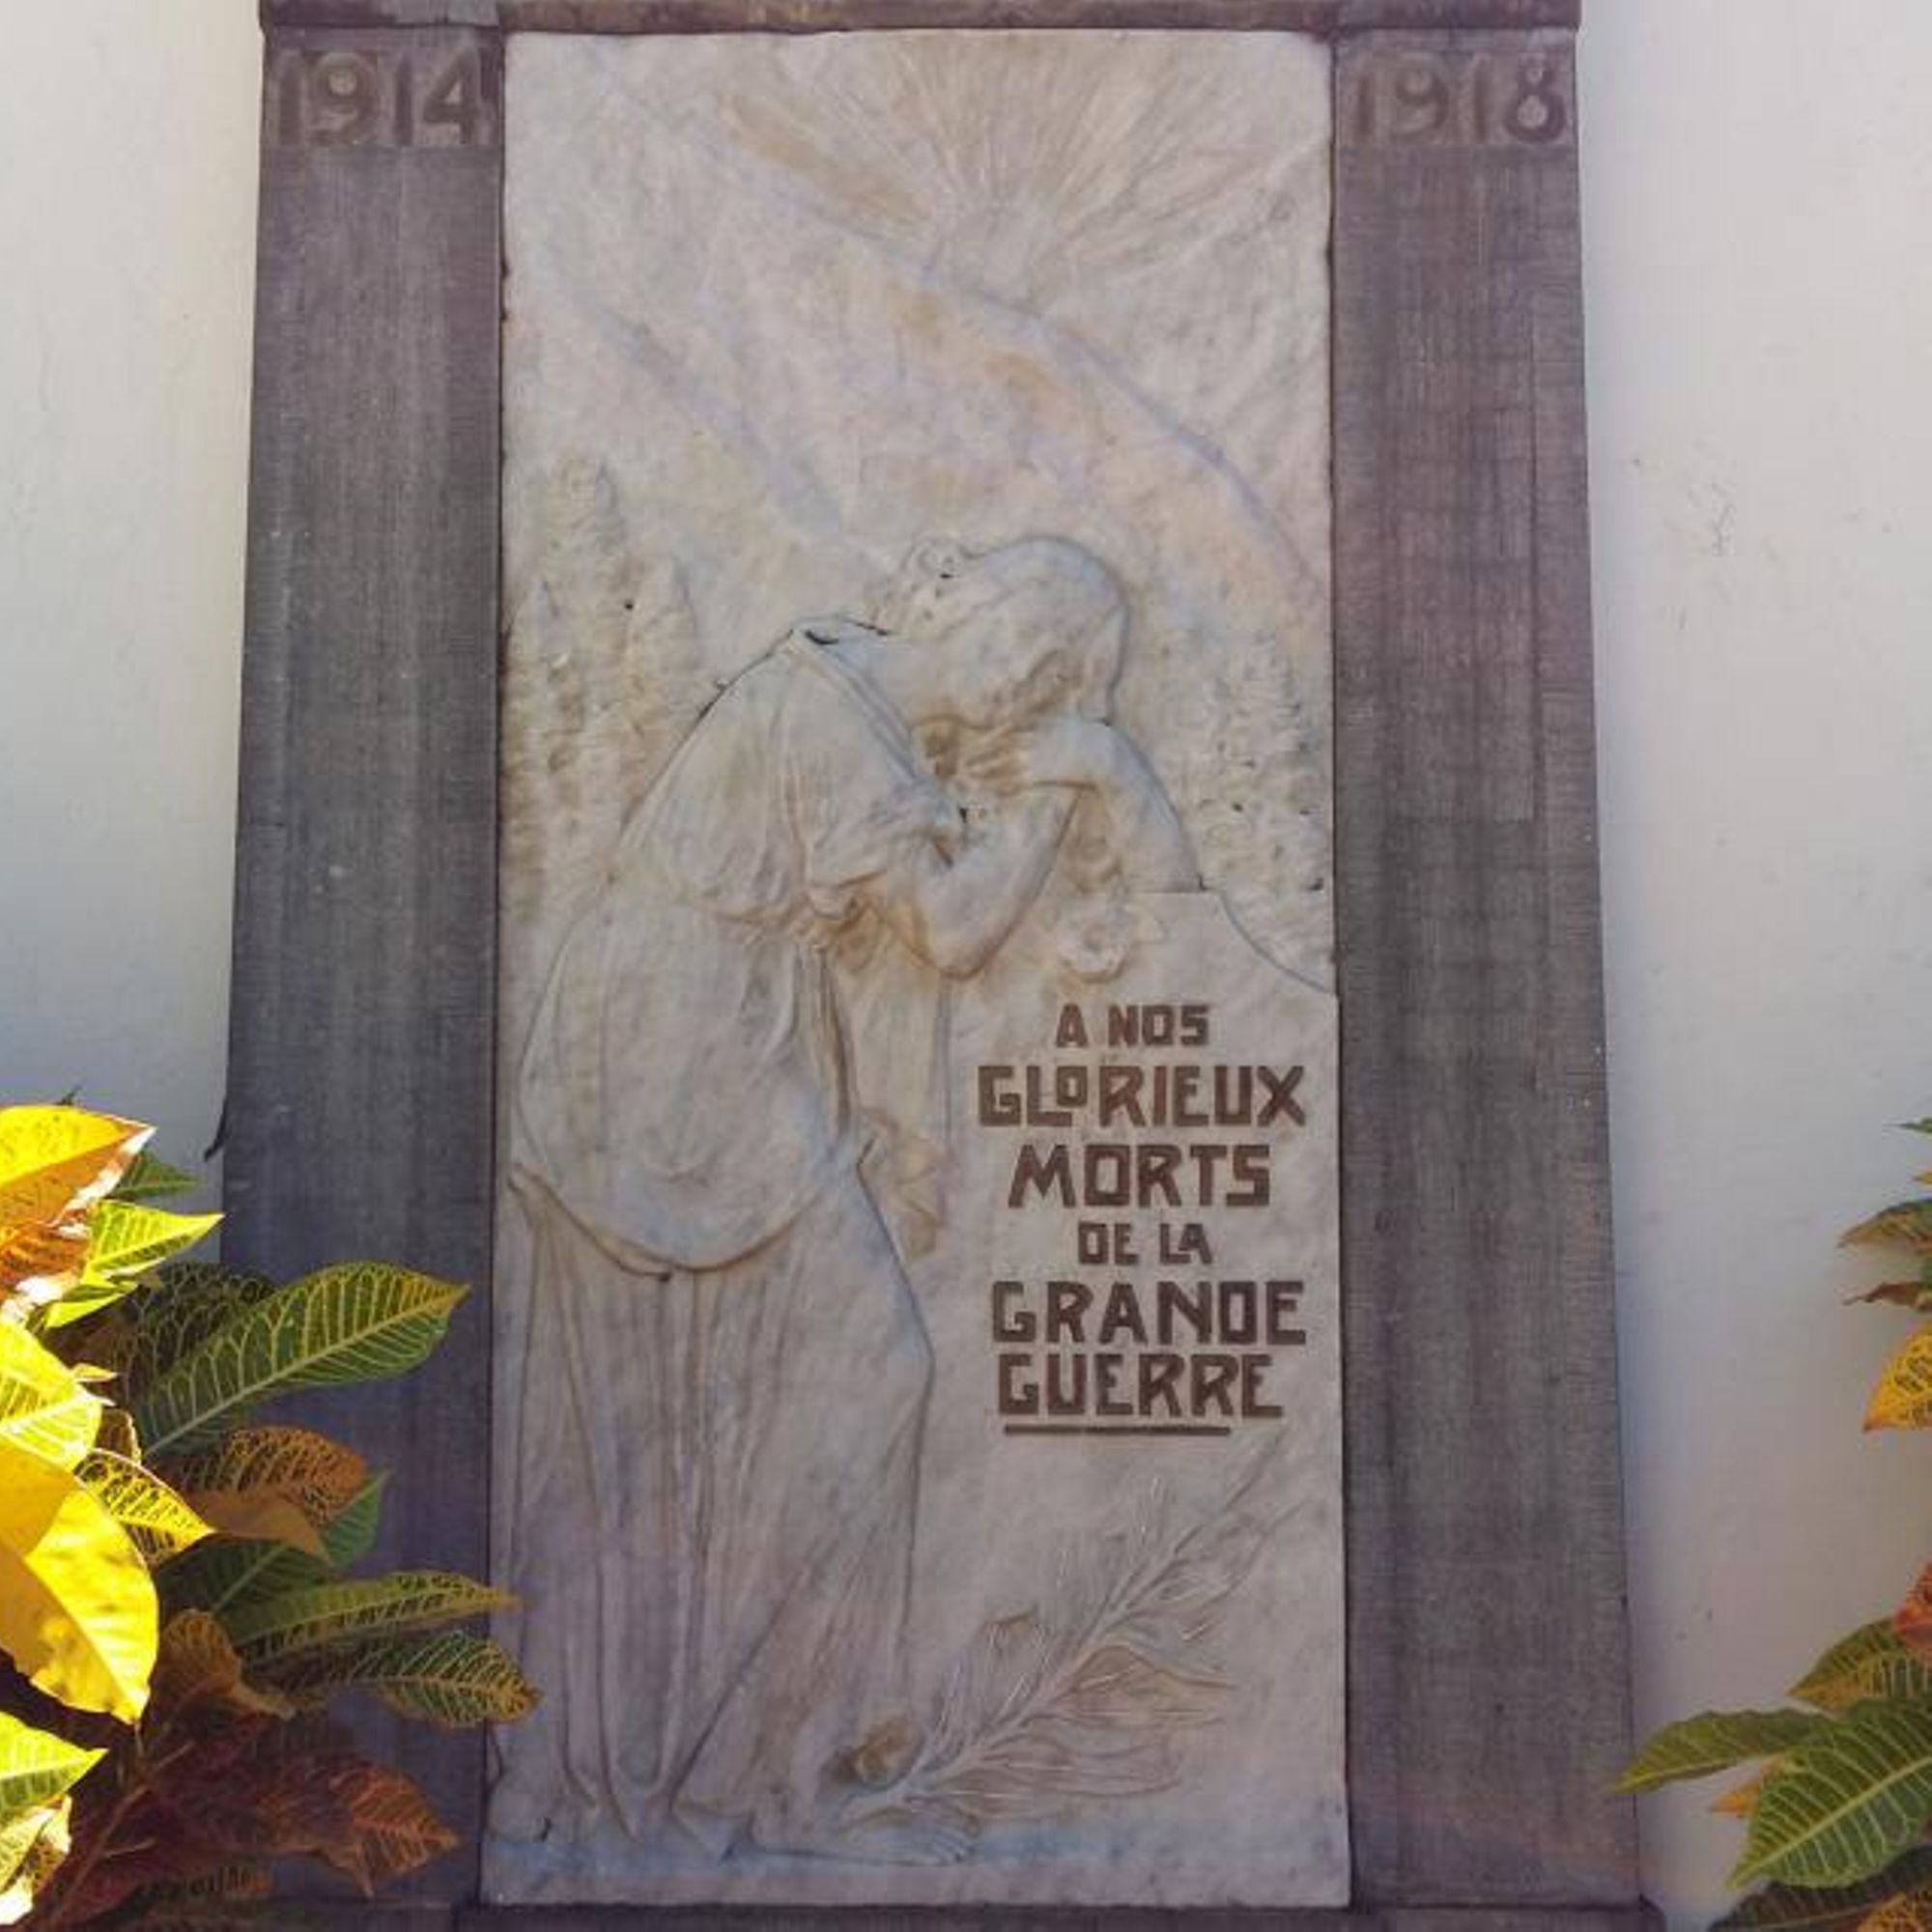 1914
1918
A NOS
GLORIEUX
MORTS
DE LA
GRANDE
GUERRE